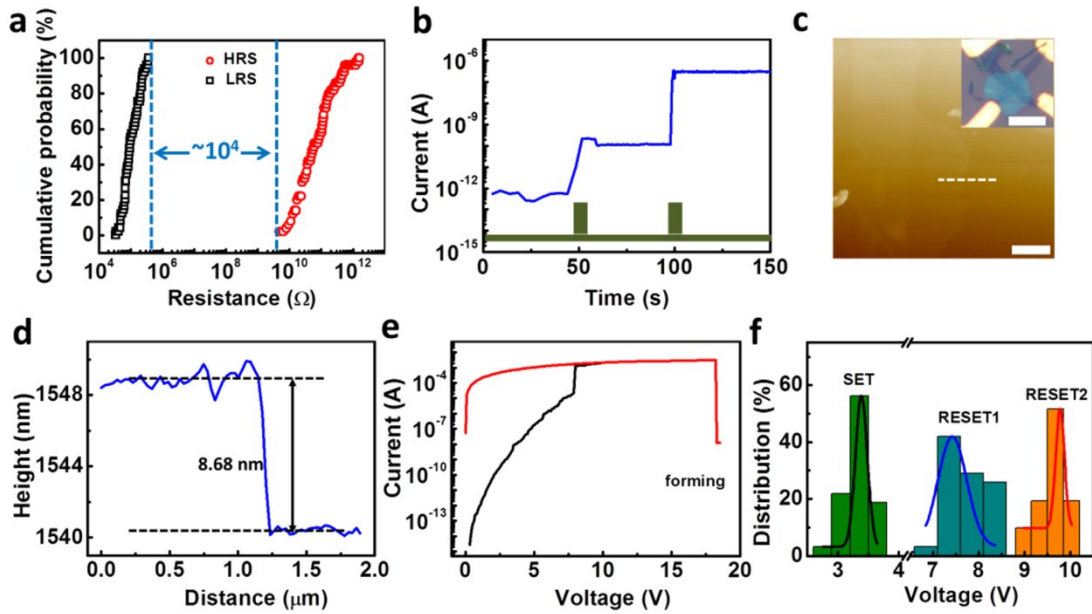 a
Cumulative probability (%)
100
80
60
40
20
0
HRS
LRS
~10⁴
10⁴ 10⁶ 10⁸ 10¹⁰ 10¹²
Resistance (Ω)
b
Current (A)
10⁻⁶
10⁻⁹
10⁻¹²
10⁻¹⁵
0 50 100 150
Time (s)
c
d
Height (nm)
1548
1544
1540
8.68 nm
0.0 0.5 1.0 1.5 2.0
Distance (μm)
e
Current (A)
10⁻⁴
10⁻⁷
10⁻¹⁰
10⁻¹³
forming
0 5 10 15 20
Voltage (V)
f
Distribution (%)
60
40
20
0
SET
RESET1
RESET2
3 4 7 8 9 10
Voltage (V)